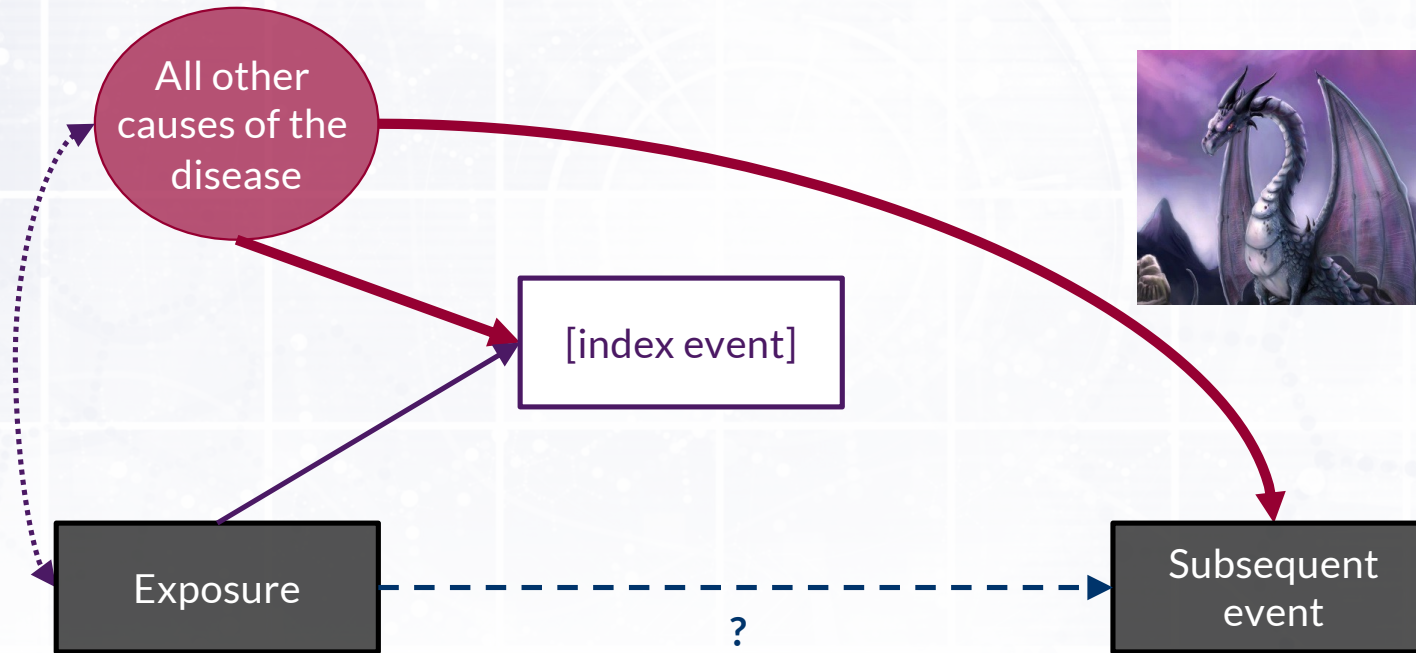 All other
causes of the
disease
[index event]
Exposure
?
Subsequent
event